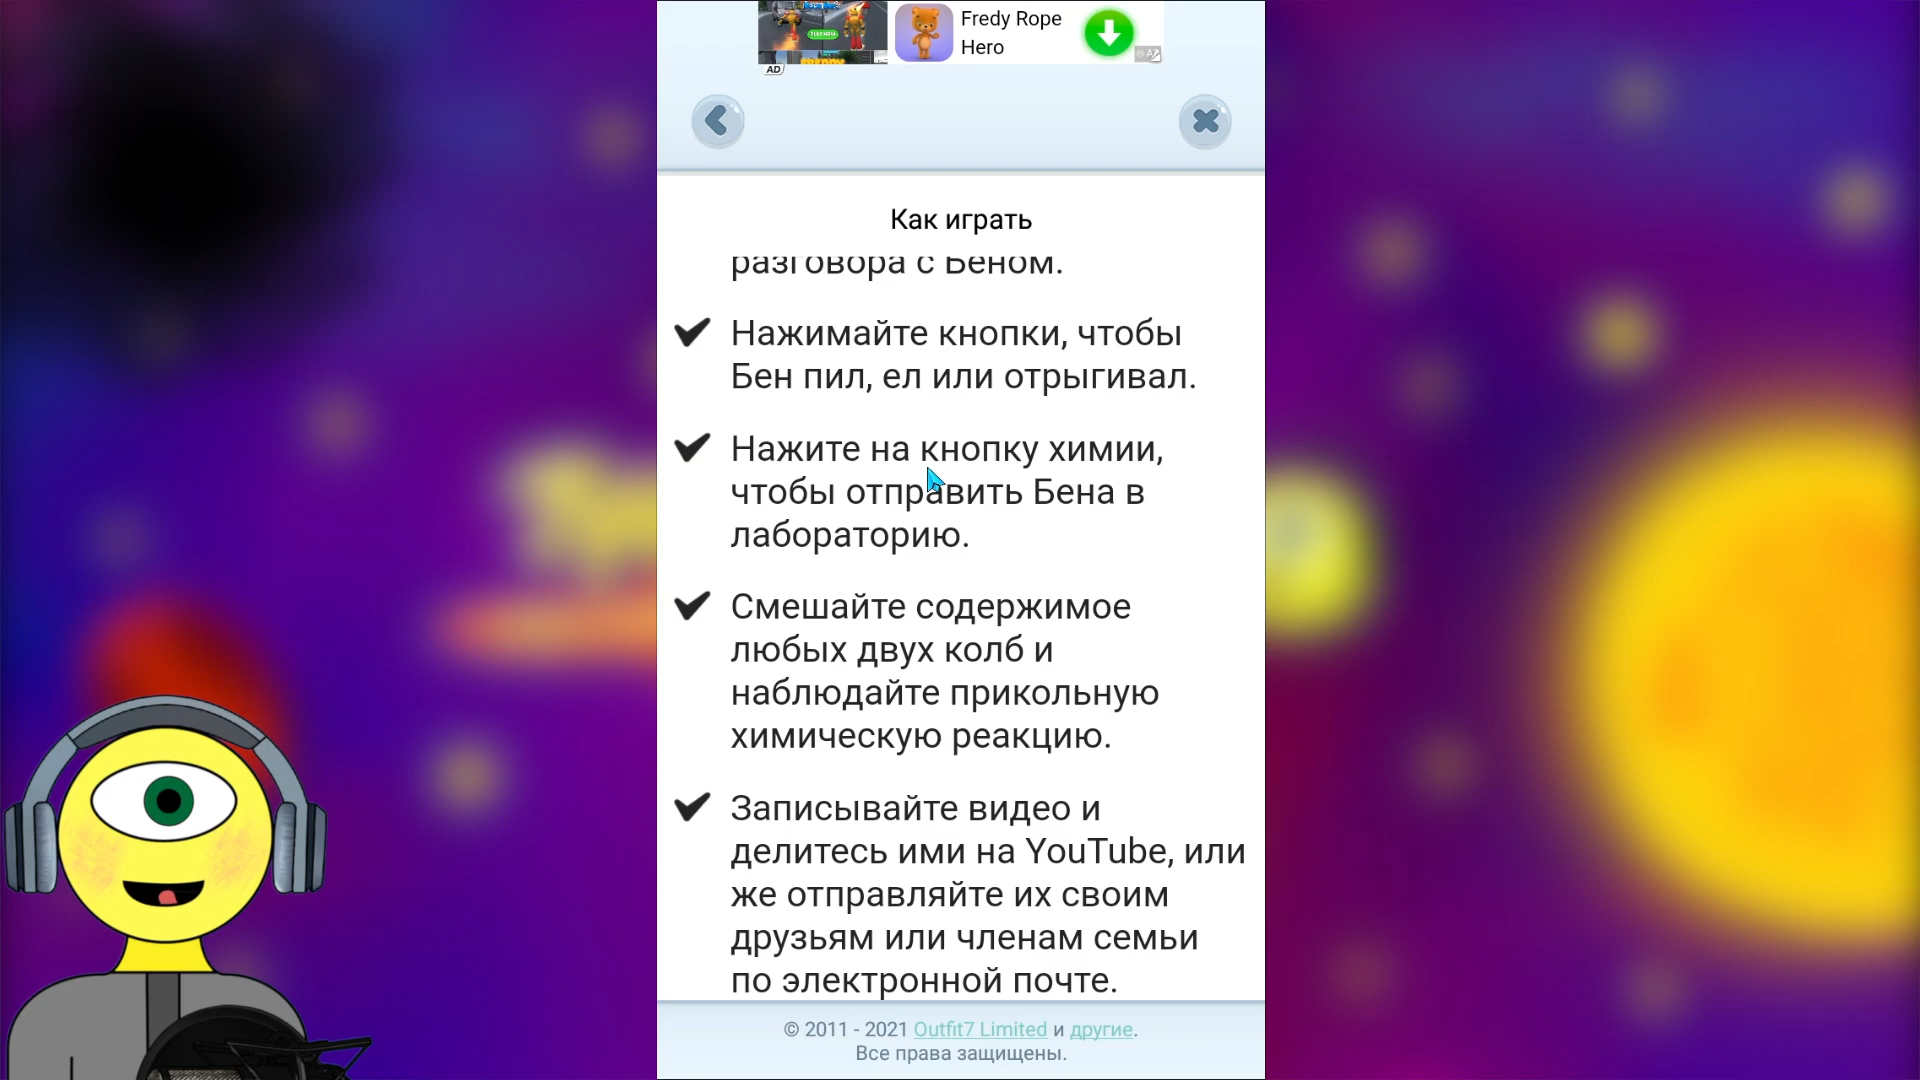 Fredy Rope
Hero
AD
Как играть
разговора с Беном.
Нажимайте кнопки, чтобы
Бен пил, ел или отрыгивал.
Нажите на кнопку химии,
чтобы отправить Бена в
лабораторию.
Смешайте содержимое
любых двух колб и
наблюдайте прикольную
химическую реакцию.
Записывайте видео и
делитесь ими на YouTube, или
же отправляйте их своим
друзьям или членам семьи
по электронной почте.
© 2011 - 2021 Outfit7 Limited и другие.
Все права защищены.